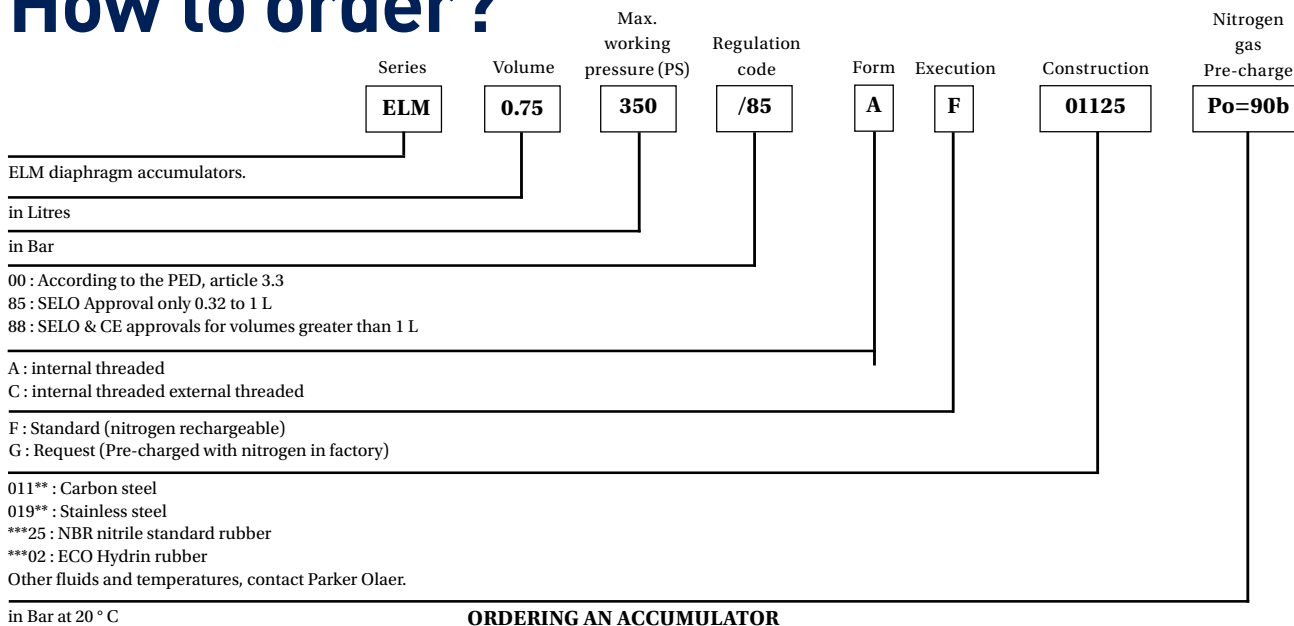 How to order?
Max.
working
pressure (PS)
Regulation
code
Nitrogen
gas
Pre-charge
Series
Volume
Form
Execution
Construction
ELM
0.75
350
/85
A
F
01125
Po=90b
ELM diaphragm accumulators.
in Litres
in Bar
00 : According to the PED, article 3.3
85 : SELO Approval only 0.32 to 1 L
88 : SELO & CE approvals for volumes greater than 1 L
A : internal threaded
C : internal threaded external threaded
F : Standard (nitrogen rechargeable)
G : Request (Pre-charged with nitrogen in factory)
011** : Carbon steel
019** : Stainless steel
***25 : NBR nitrile standard rubber
***02 : ECO Hydrin rubber
Other fluids and temperatures, contact Parker Olaer.
in Bar at 20 ° C
ORDERING AN ACCUMULATOR